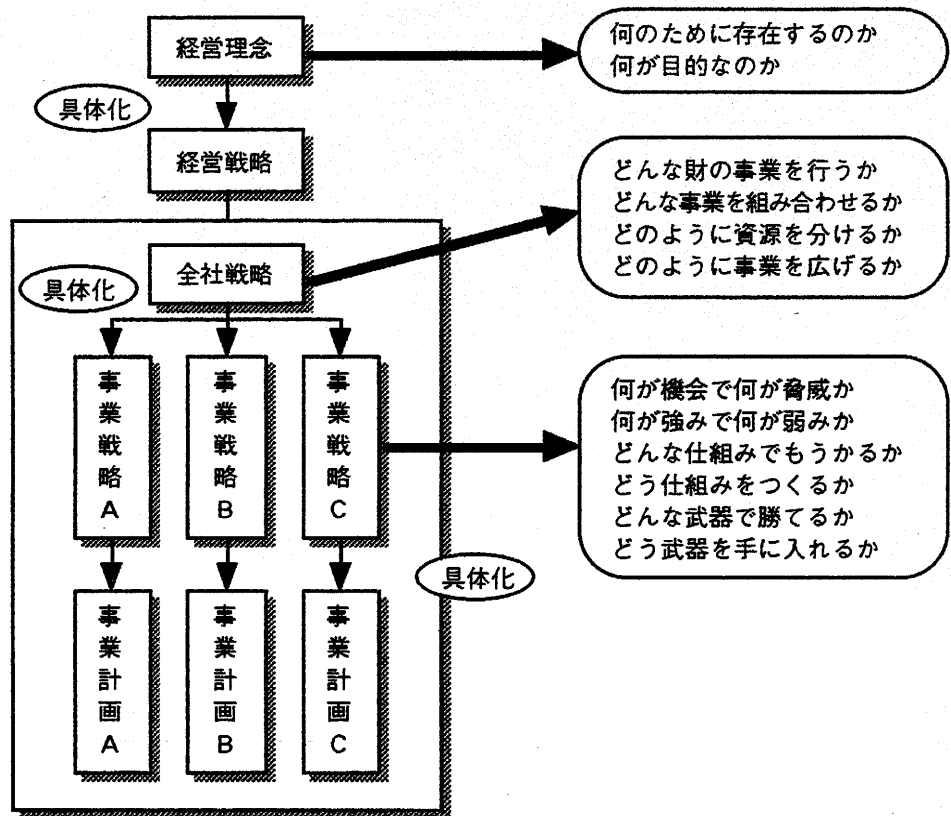 経営理念
何のために存在するのか
何が目的なのか
具体化
経営戦略
どんな財の事業を行うか
どんな事業を組み合わせるか
どのように資源を分けるか
どのように事業を広げるか
全社戦略
具体化
事業戦略A
事業戦略B
事業戦略C
何が機会で何が脅威か
何が強みで何が弱みか
どんな仕組みでもうかるか
どう仕組みをつくるか
どんな武器で勝てるか
どう武器を手に入れるか
具体化
事業計画A
事業計画B
事業計画C